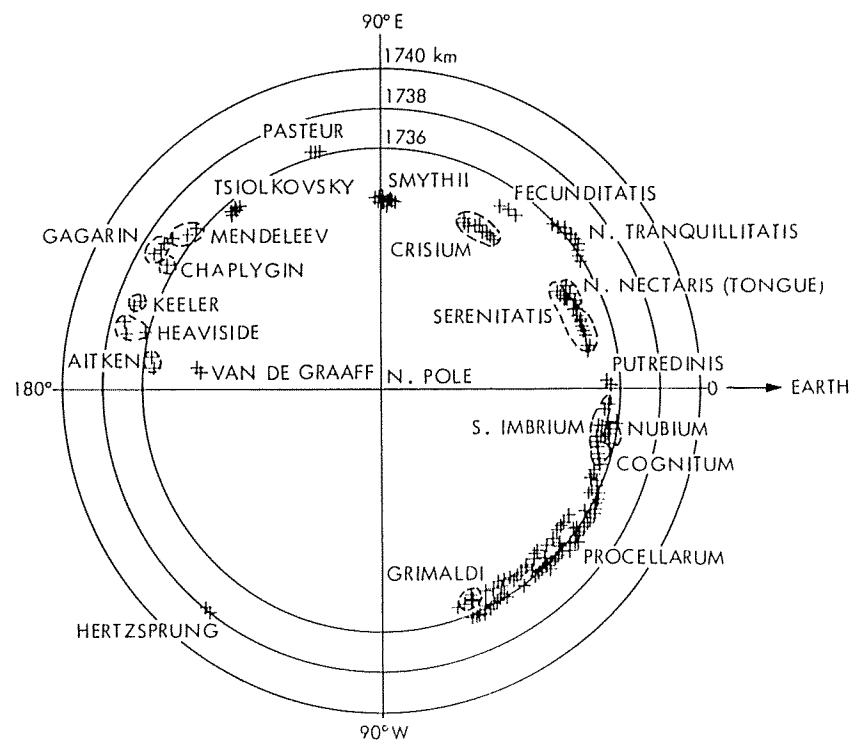 90° E
1740 km
1738
PASTEUR
1736
TSIOLKOVSKY
SMYTHII
FECUNDITATIS
GAGARIN
MENDELEEV
N. TRANQUILLITATIS
CRISIUM
CHAPLYGIN
N. NECTARIS (TONGUE)
KEELER
SERENITATIS
HEAVISIDE
AITKEN
VAN DE GRAAFF
N. POLE
PUTREDINIS
180°
0
EARTH
S. IMBRIUM
NUBIUM
COGNITUM
GRIMALDI
PROCELLARUM
HERTZSPRUNG
90° W